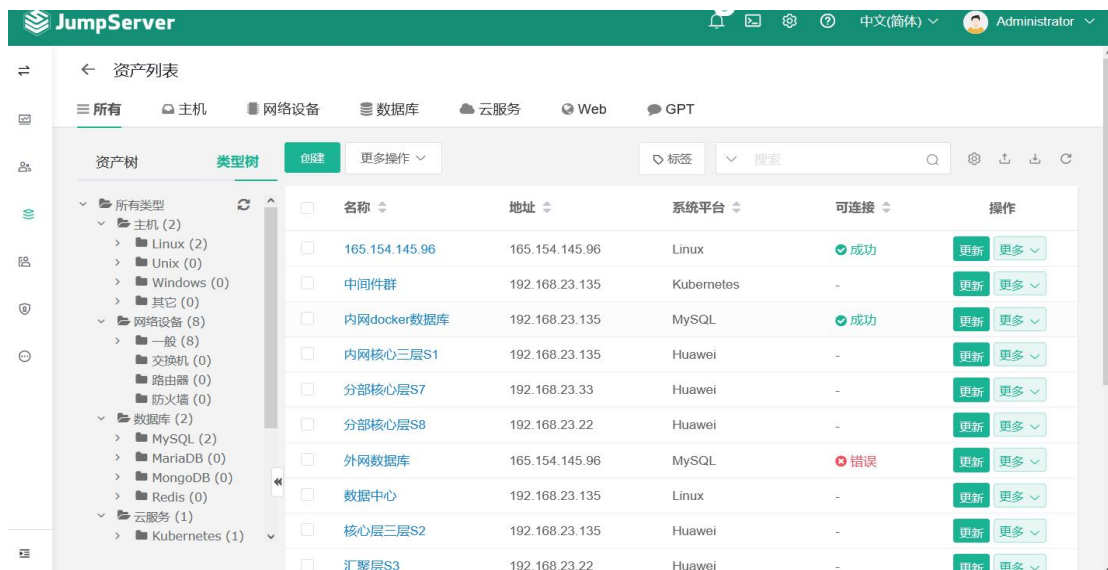 JumpServer 中文(简体) Administrator
资产列表
所有 主机 网络设备 数据库 云服务 Web GPT
资产树 类型树 创建 更多操作 标签 搜索
所有类型
主机 (2)
Linux (2)
Unix (0)
Windows (0)
其它 (0)
网络设备 (8)
一般 (8)
交换机 (0)
路由器 (0)
防火墙 (0)
数据库 (2)
MySQL (2)
MariaDB (0)
MongoDB (0)
Redis (0)
云服务 (1)
Kubernetes (1)
名称 地址 系统平台 可连接 操作
165.154.145.96 165.154.145.96 Linux 成功 更新 更多
中间件群 192.168.23.135 Kubernetes - 更新 更多
内网docker数据库 192.168.23.135 MySQL 成功 更新 更多
内网核心三层S1 192.168.23.135 Huawei - 更新 更多
分部核心层S7 192.168.23.33 Huawei - 更新 更多
分部核心层S8 192.168.23.22 Huawei - 更新 更多
外网数据库 165.154.145.96 MySQL 错误 更新 更多
数据中心 192.168.23.135 Linux - 更新 更多
核心层三层S2 192.168.23.135 Huawei - 更新 更多
汇聚层S3 192.168.23.22 Huawei - 更新 更多